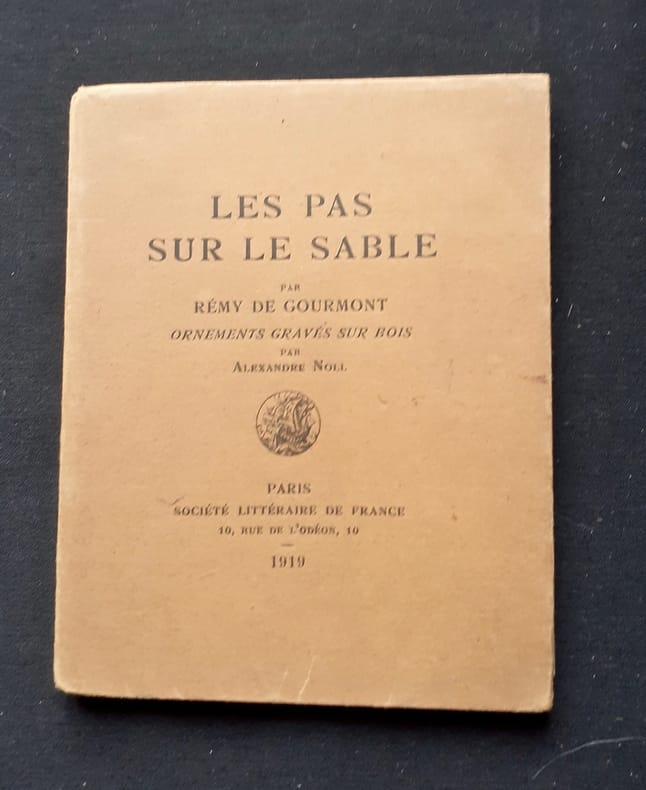 LES PAS
SUR LE SABLE
PAR
RÉMY DE GOURMONT
ORNEMENTS GRAVÉS SUR BOIS
PAR
ALEXANDRE NOLL
PARIS
SOCIÉTÉ LITTÉRAIRE DE FRANCE
10, RUE DE L'ODÉON, 10
1919